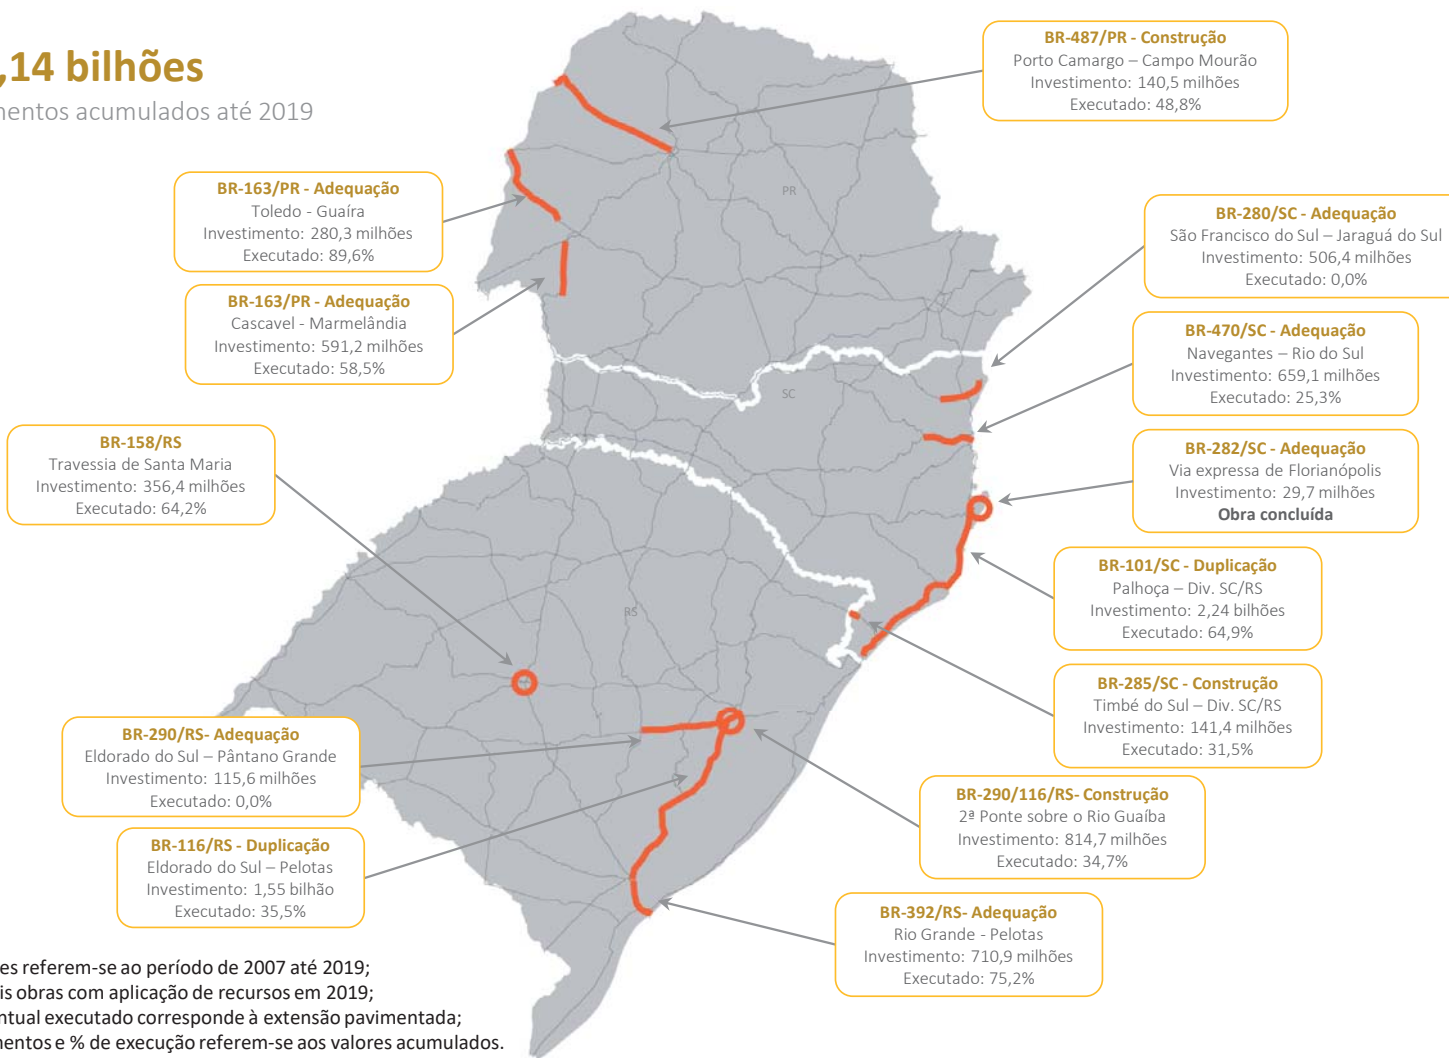 ,14 bilhões
mentos acumulados até 2019
BR-487/PR - Construção
Porto Camargo – Campo Mourão
Investimento: 140,5 milhões
Executado: 48,8%
BR-163/PR - Adequação
Toledo - Guaíra
Investimento: 280,3 milhões
Executado: 89,6%
PR
BR-280/SC - Adequação
São Francisco do Sul – Jaraguá do Sul
Investimento: 506,4 milhões
Executado: 0,0%
BR-163/PR - Adequação
Cascavel - Marmelândia
Investimento: 591,2 milhões
Executado: 58,5%
BR-470/SC - Adequação
Navegantes – Rio do Sul
Investimento: 659,1 milhões
Executado: 25,3%
SC
BR-158/RS
Travessia de Santa Maria
Investimento: 356,4 milhões
Executado: 64,2%
BR-282/SC - Adequação
Via expressa de Florianópolis
Investimento: 29,7 milhões
Obra concluída
BR-101/SC - Duplicação
Palhoça – Div. SC/RS
Investimento: 2,24 bilhões
Executado: 64,9%
RS
BR-285/SC - Construção
Timbé do Sul – Div. SC/RS
Investimento: 141,4 milhões
Executado: 31,5%
BR-290/RS- Adequação
Eldorado do Sul – Pântano Grande
Investimento: 115,6 milhões
Executado: 0,0%
BR-290/116/RS- Construção
2ª Ponte sobre o Rio Guaíba
Investimento: 814,7 milhões
Executado: 34,7%
BR-116/RS - Duplicação
Eldorado do Sul – Pelotas
Investimento: 1,55 bilhão
Executado: 35,5%
BR-392/RS- Adequação
Rio Grande - Pelotas
Investimento: 710,9 milhões
Executado: 75,2%
es referem-se ao período de 2007 até 2019;
is obras com aplicação de recursos em 2019;
ntual executado corresponde à extensão pavimentada;
mentos e % de execução referem-se aos valores acumulados.